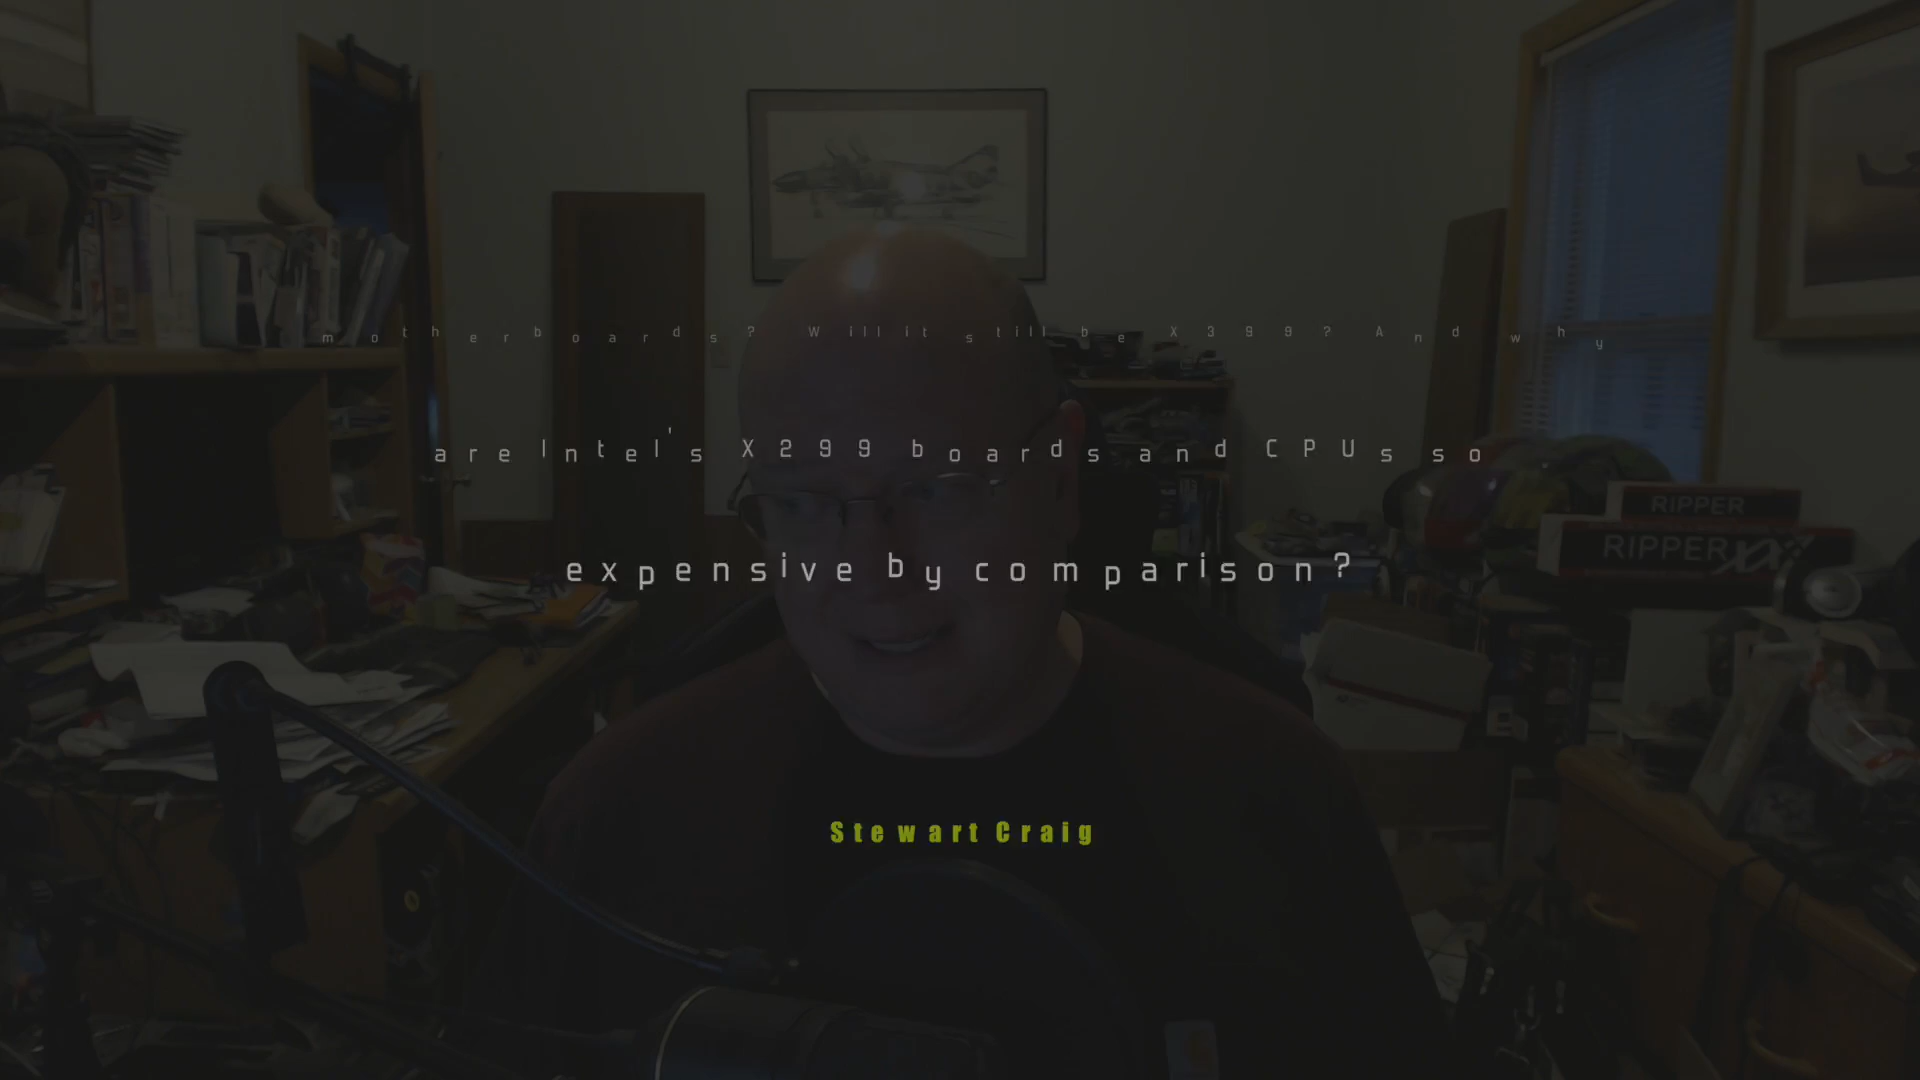 motherboards? Will it still be X399? And why
are Intel's X299 boards and CPUs so
expensive by comparison?
RIPPER
RIPPER
Stewart Craig